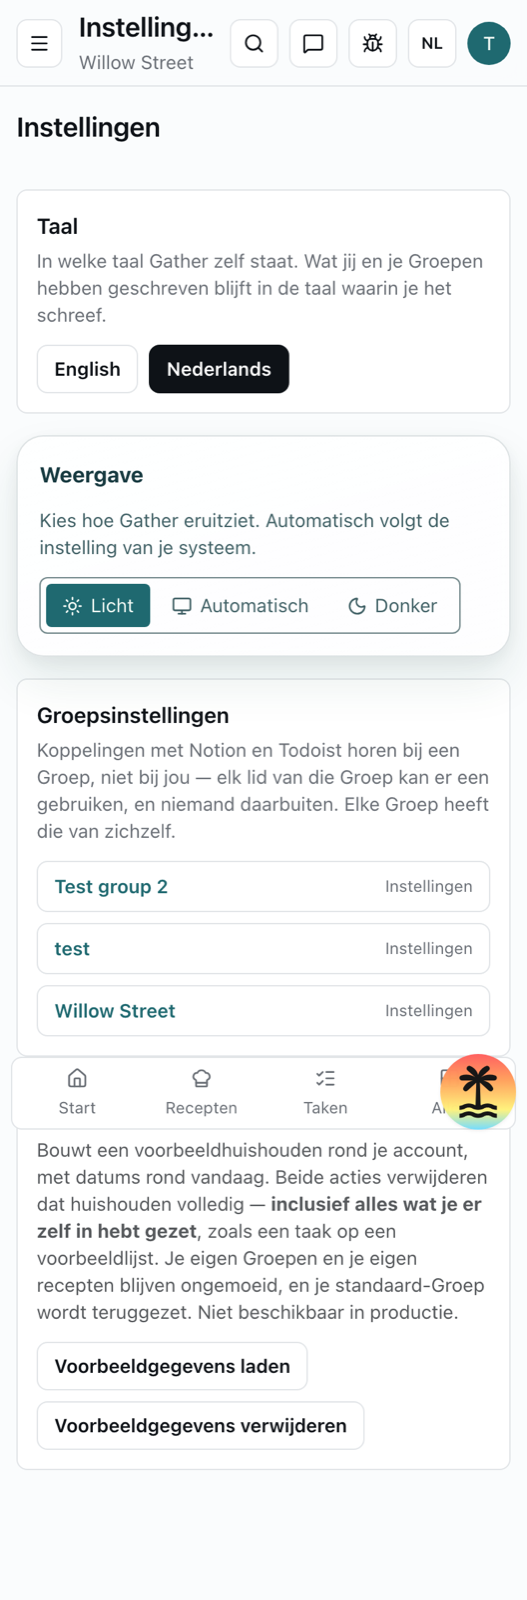 Instelling...
Willow Street
NL
T
Instellingen
Taal
In welke taal Gather zelf staat. Wat jij en je Groepen
hebben geschreven blijft in de taal waarin je het
schreef.
English
Nederlands
Weergave
Kies hoe Gather eruitziet. Automatisch volgt de
instelling van je systeem.
Licht
Automatisch
Donker
Groepsinstellingen
Koppelingen met Notion en Todoist horen bij een
Groep, niet bij jou — elk lid van die Groep kan er een
gebruiken, en niemand daarbuiten. Elke Groep heeft
die van zichzelf.
Test group 2 Instellingen
test Instellingen
Willow Street Instellingen
Start
Recepten
Taken
Bouwt een voorbeeldhuishouden rond je account,
met datums rond vandaag. Beide acties verwijderen
dat huishouden volledig — inclusief alles wat je er
zelf in hebt gezet, zoals een taak op een
voorbeeldlijst. Je eigen Groepen en je eigen
recepten blijven ongemoeid, en je standaard-Groep
wordt teruggezet. Niet beschikbaar in productie.
Voorbeeldgegevens laden
Voorbeeldgegevens verwijderen